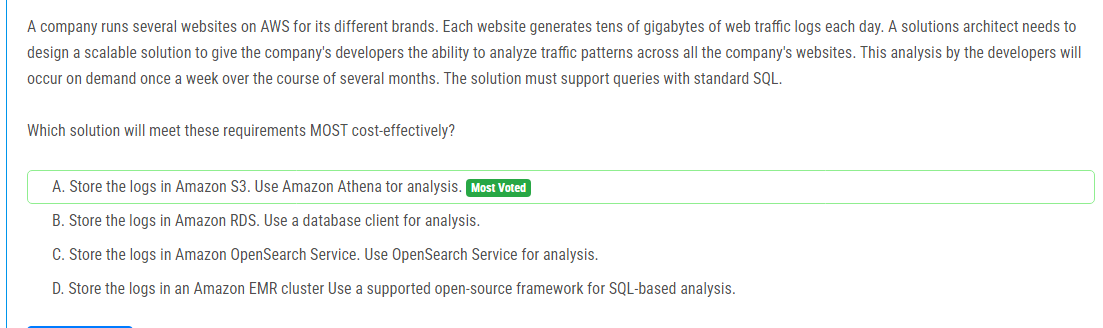 A company runs several websites on AWS for its different brands. Each website generates tens of gigabytes of web traffic logs each day. A solutions architect needs to
design a scalable solution to give the company's developers the ability to analyze traffic patterns across all the company's websites. This analysis by the developers will
occur on demand once a week over the course of several months. The solution must support queries with standard SQL.
Which solution will meet these requirements MOST cost-effectively?
A. Store the logs in Amazon S3. Use Amazon Athena tor analysis. Most Voted
B. Store the logs in Amazon RDS. Use a database client for analysis.
C. Store the logs in Amazon OpenSearch Service. Use OpenSearch Service for analysis.
D. Store the logs in an Amazon EMR cluster Use a supported open-source framework for SQL-based analysis.